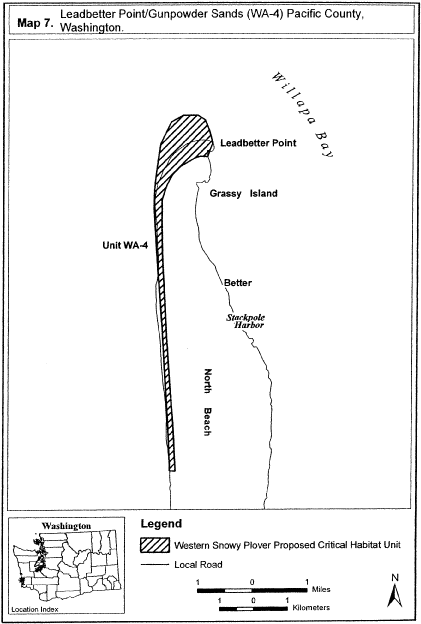 Map 7.
Leadbetter Point/Gunpowder Sands (WA-4) Pacific County,
Washington.
Willapa Bay
Leadbetter Point
Grassy Island
Unit WA-4
Better
Stackpole
Harbor
North Beach
Washington
Location Index
Legend
Western Snowy Plover Proposed Critical Habitat Unit
Local Road
1 0 1 Miles
1 0 1 Kilometers
N